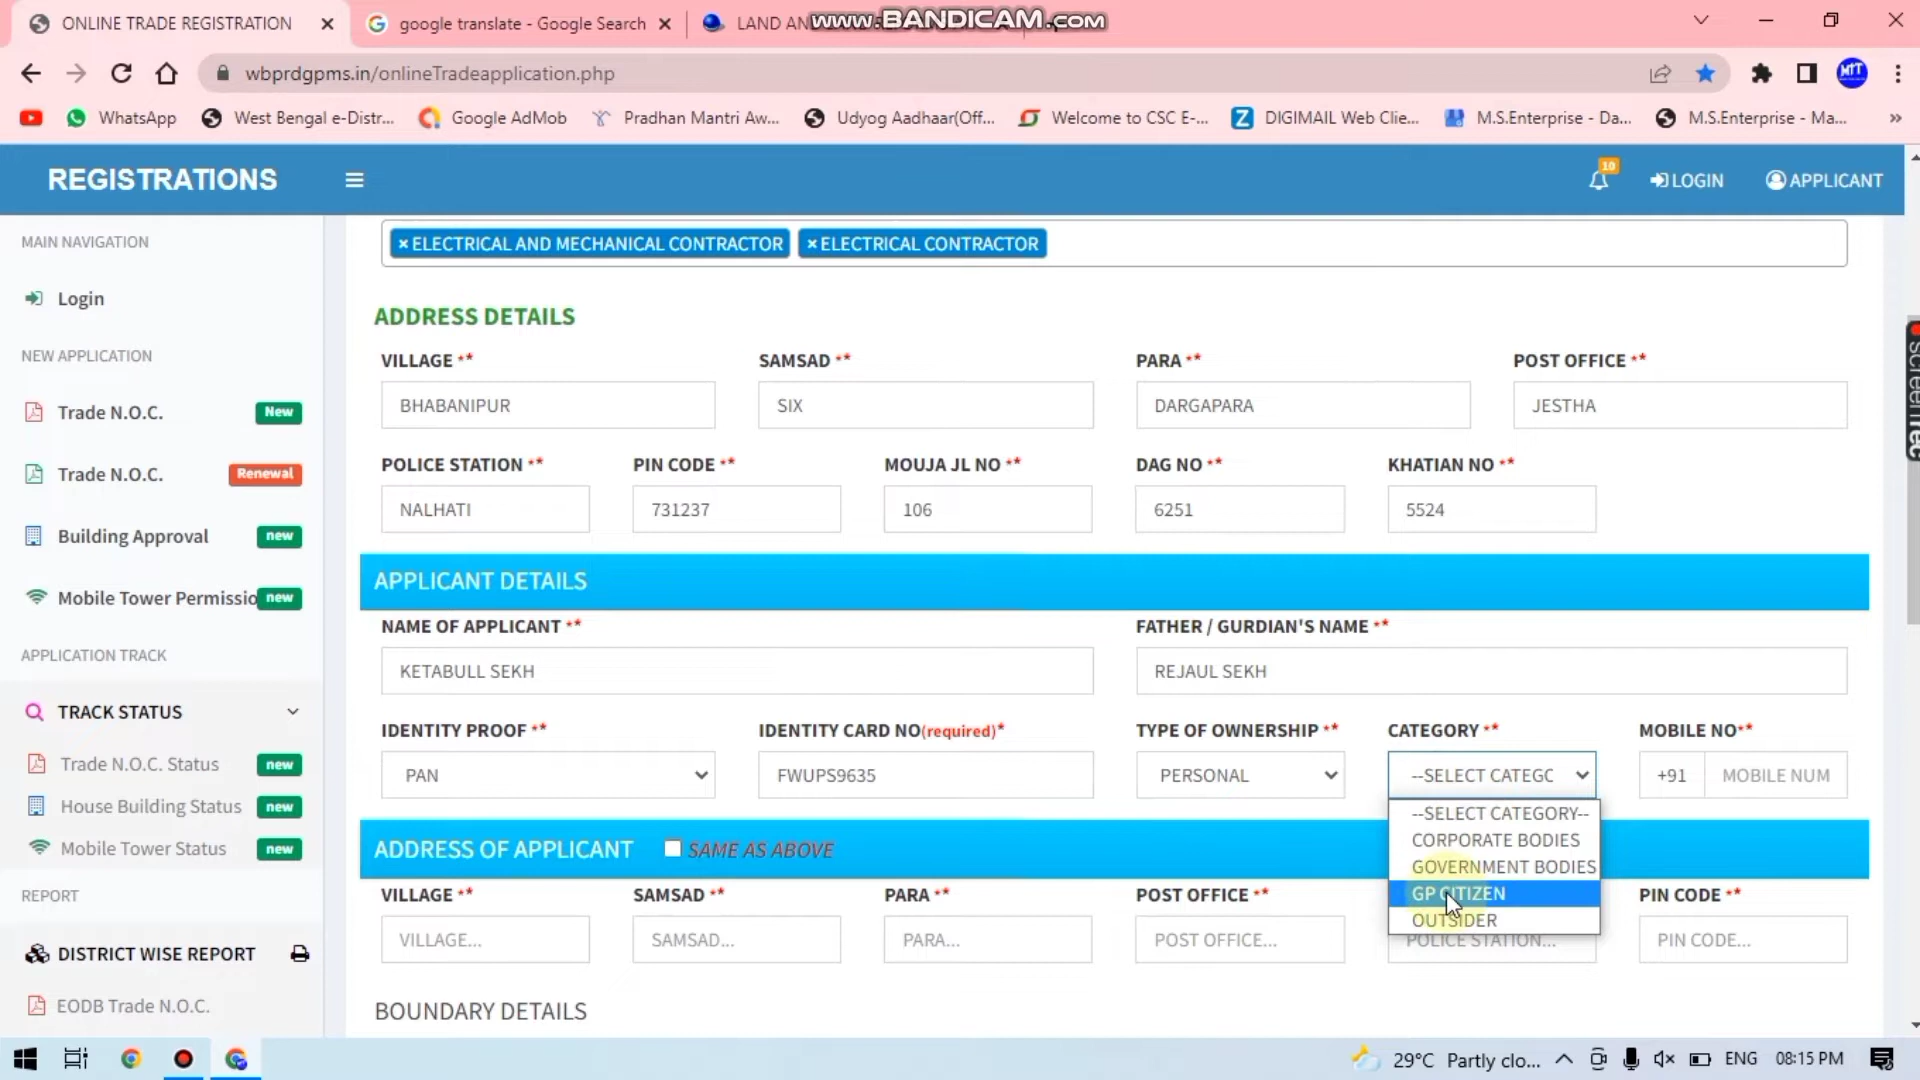 ONLINE TRADE REGISTRATION
google translate - Google Search
LAND AN
www.BANDICAM.com
wbprdgpms.in/onlineTradeapplication.php
MIT
WhatsApp
West Bengal e-Distr...
Google AdMob
Pradhan Mantri Aw...
Udyog Aadhaar(Off...
Welcome to CSC E-...
DIGIMAIL Web Clie...
M.S.Enterprise - Da...
M.S.Enterprise - Ma...
REGISTRATIONS
10
LOGIN
APPLICANT
MAIN NAVIGATION
Login
NEW APPLICATION
Trade N.O.C. New
Trade N.O.C. Renewal
Building Approval new
Mobile Tower Permissio new
APPLICATION TRACK
TRACK STATUS
Trade N.O.C. Status new
House Building Status new
Mobile Tower Status new
REPORT
DISTRICT WISE REPORT
EODB Trade N.O.C.
×ELECTRICAL AND MECHANICAL CONTRACTOR ×ELECTRICAL CONTRACTOR
ADDRESS DETAILS
VILLAGE ** SAMSAD ** PARA ** POST OFFICE **
BHABANIPUR SIX DARGAPARA JESTHA
POLICE STATION ** PIN CODE ** MOUJA JL NO ** DAG NO ** KHATIAN NO **
NALHATI 731237 106 6251 5524
APPLICANT DETAILS
NAME OF APPLICANT ** FATHER / GURDIAN'S NAME **
KETABULL SEKH REJAUL SEKH
IDENTITY PROOF ** IDENTITY CARD NO(required)* TYPE OF OWNERSHIP ** CATEGORY ** MOBILE NO**
PAN FWUPS9635 PERSONAL --SELECT CATEGC +91 MOBILE NUM
--SELECT CATEGORY--
CORPORATE BODIES
GOVERNMENT BODIES
GP CITIZEN
OUTSIDER
ADDRESS OF APPLICANT SAME AS ABOVE
VILLAGE ** SAMSAD ** PARA ** POST OFFICE ** PIN CODE **
VILLAGE... SAMSAD... PARA... POST OFFICE... POLICE STATION... PIN CODE...
BOUNDARY DETAILS
screenrec
29°C Partly clo... ENG 08:15 PM